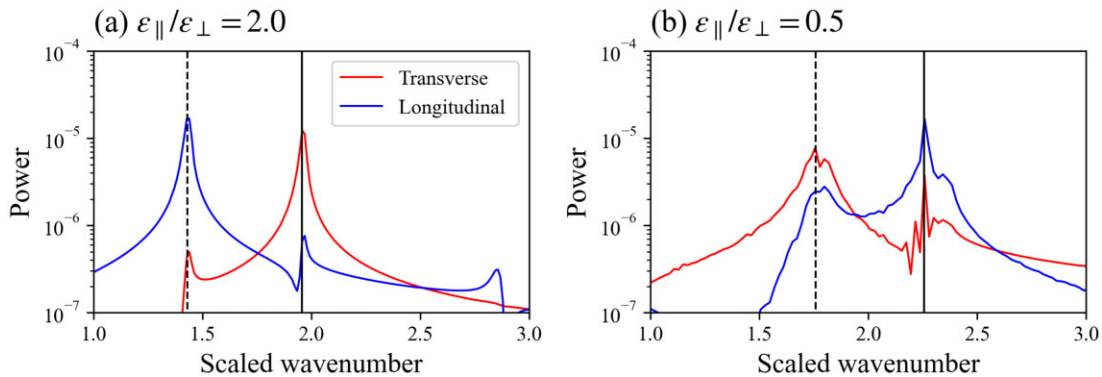 (a) ε∥/ε⊥ = 2.0
10⁻⁴
10⁻⁵
10⁻⁶
10⁻⁷
Power
Transverse
Longitudinal
1.0 1.5 2.0 2.5 3.0
Scaled wavenumber
(b) ε∥/ε⊥ = 0.5
10⁻⁴
10⁻⁵
10⁻⁶
10⁻⁷
Power
1.0 1.5 2.0 2.5 3.0
Scaled wavenumber